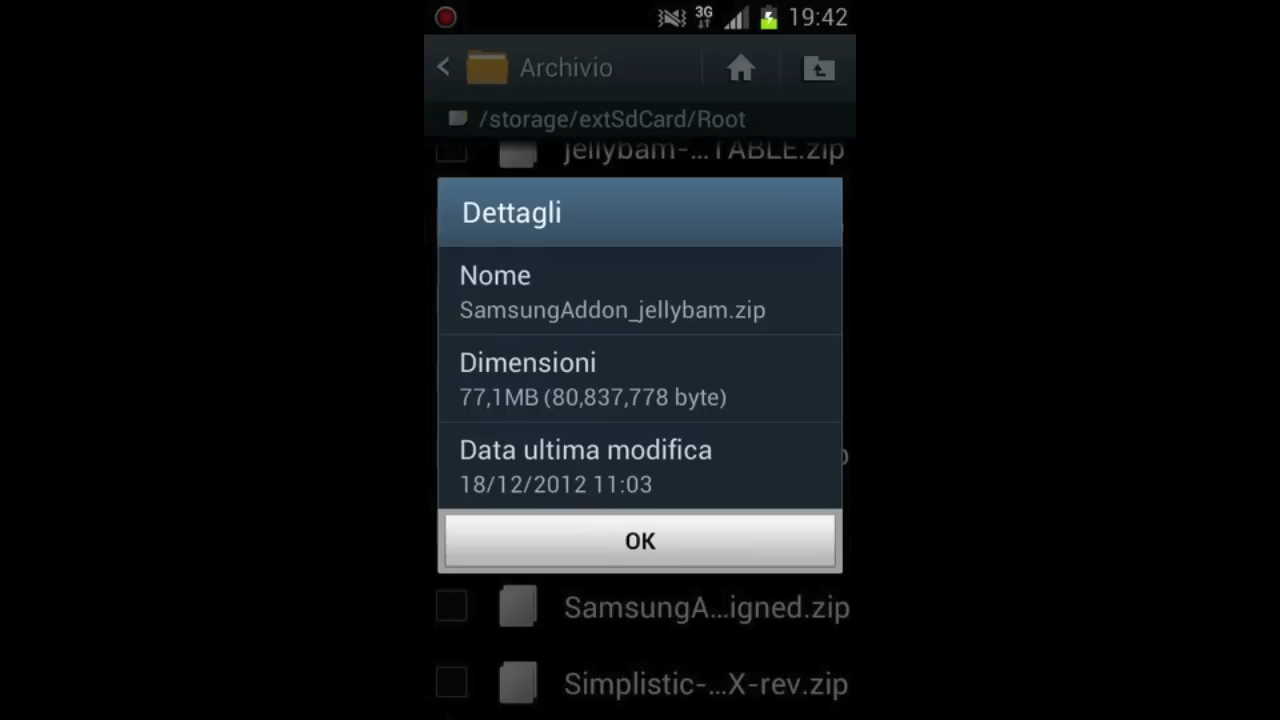 3G 19:42
Archivio
/storage/extSdCard/Root
jellybam-...TABLE.zip
Dettagli
Nome
SamsungAddon_jellybam.zip
Dimensioni
77,1MB (80,837,778 byte)
Data ultima modifica
18/12/2012 11:03
OK
SamsungA...igned.zip
Simplistic-...X-rev.zip